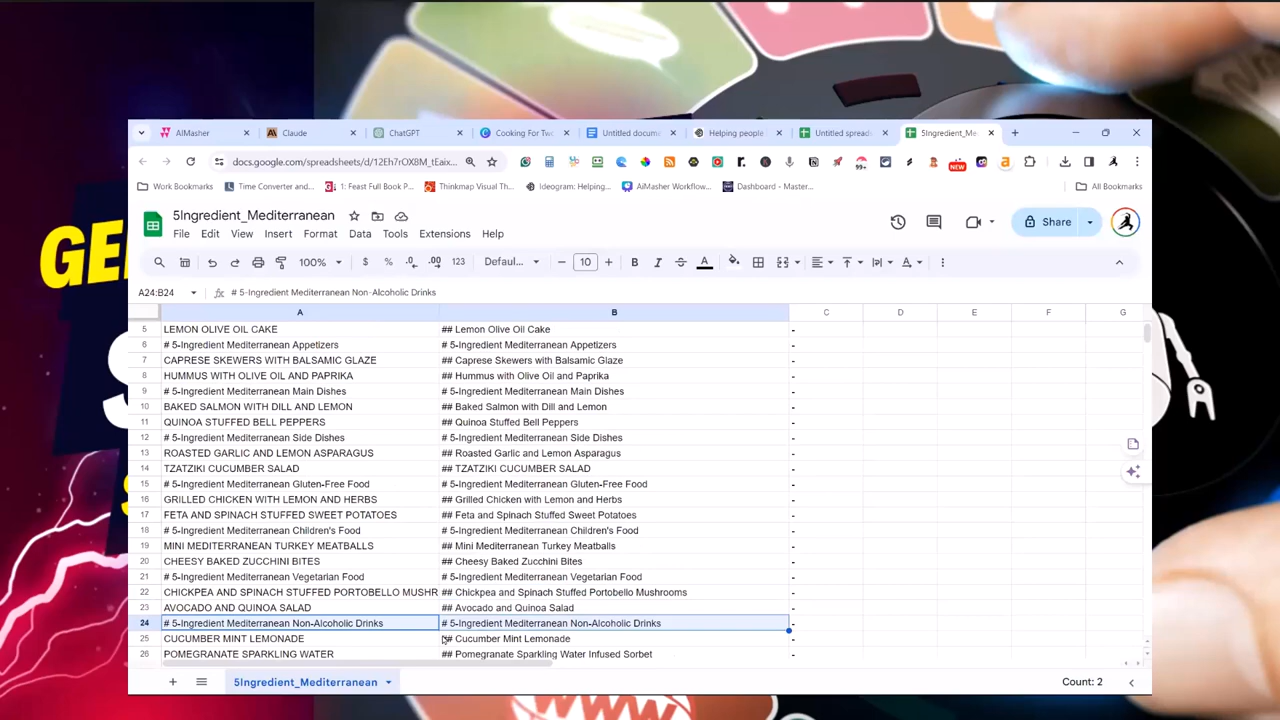 GE
S
WWW
AIMasher
Claude
ChatGPT
Cooking For Two
Untitled docum
Helping people
Untitled spreads
5Ingredient_Me
docs.google.com/spreadsheets/d/12Eh7rOX8M_tEaix...
99+
NEW
Work Bookmarks
Time Converter and...
1: Feast Full Book P...
Thinkmap Visual Th...
Ideogram: Helping...
AiMasher Workflow...
Dashboard - Master...
All Bookmarks
5Ingredient_Mediterranean
File Edit View Insert Format Data Tools Extensions Help
Share
100% $ % .0 .00 123 Defaul... − 10 + B I A
A24:B24 fx # 5-Ingredient Mediterranean Non-Alcoholic Drinks
A B C D E F G
5 LEMON OLIVE OIL CAKE ## Lemon Olive Oil Cake -
6 # 5-Ingredient Mediterranean Appetizers # 5-Ingredient Mediterranean Appetizers -
7 CAPRESE SKEWERS WITH BALSAMIC GLAZE ## Caprese Skewers with Balsamic Glaze -
8 HUMMUS WITH OLIVE OIL AND PAPRIKA ## Hummus with Olive Oil and Paprika -
9 # 5-Ingredient Mediterranean Main Dishes # 5-Ingredient Mediterranean Main Dishes -
10 BAKED SALMON WITH DILL AND LEMON ## Baked Salmon with Dill and Lemon -
11 QUINOA STUFFED BELL PEPPERS ## Quinoa Stuffed Bell Peppers -
12 # 5-Ingredient Mediterranean Side Dishes # 5-Ingredient Mediterranean Side Dishes -
13 ROASTED GARLIC AND LEMON ASPARAGUS ## Roasted Garlic and Lemon Asparagus -
14 TZATZIKI CUCUMBER SALAD ## TZATZIKI CUCUMBER SALAD -
15 # 5-Ingredient Mediterranean Gluten-Free Food # 5-Ingredient Mediterranean Gluten-Free Food -
16 GRILLED CHICKEN WITH LEMON AND HERBS ## Grilled Chicken with Lemon and Herbs -
17 FETA AND SPINACH STUFFED SWEET POTATOES ## Feta and Spinach Stuffed Sweet Potatoes -
18 # 5-Ingredient Mediterranean Children's Food # 5-Ingredient Mediterranean Children's Food -
19 MINI MEDITERRANEAN TURKEY MEATBALLS ## Mini Mediterranean Turkey Meatballs -
20 CHEESY BAKED ZUCCHINI BITES ## Cheesy Baked Zucchini Bites -
21 # 5-Ingredient Mediterranean Vegetarian Food # 5-Ingredient Mediterranean Vegetarian Food -
22 CHICKPEA AND SPINACH STUFFED PORTOBELLO MUSHR ## Chickpea and Spinach Stuffed Portobello Mushrooms -
23 AVOCADO AND QUINOA SALAD ## Avocado and Quinoa Salad -
24 # 5-Ingredient Mediterranean Non-Alcoholic Drinks # 5-Ingredient Mediterranean Non-Alcoholic Drinks -
25 CUCUMBER MINT LEMONADE ## Cucumber Mint Lemonade -
26 POMEGRANATE SPARKLING WATER ## Pomegranate Sparkling Water Infused Sorbet -
5Ingredient_Mediterranean
Count: 2